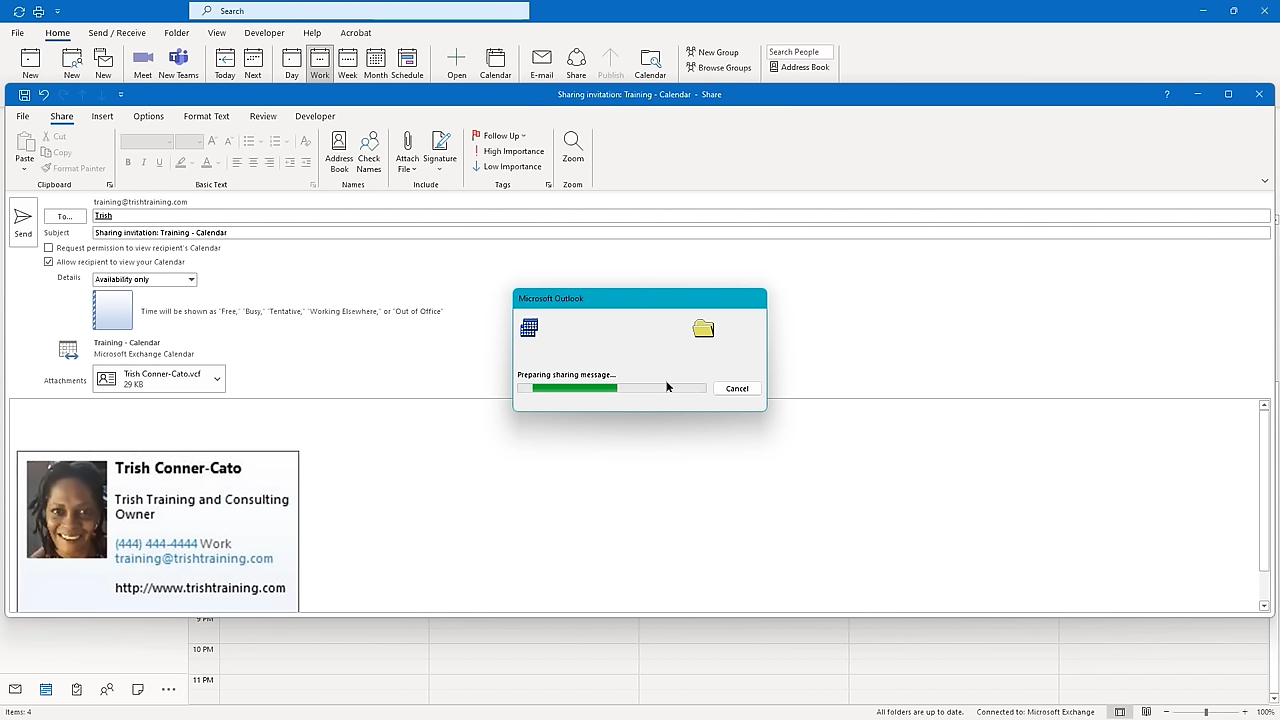 Search
File Home Send / Receive Folder View Developer Help Acrobat
New New New Meet New Teams Today Next Day Work Week Month Schedule Open Calendar E-mail Share Publish Calendar
New Group
Browse Groups
Search People
Address Book
Sharing invitation: Training - Calendar - Share
File Share Insert Options Format Text Review Developer
Paste
Cut
Copy
Format Painter
Clipboard
B I U A
Basic Text
Address Book
Check Names
Names
Attach File
Signature
Include
Follow Up
High Importance
Low Importance
Tags
Zoom
Zoom
Send
training@trishtraining.com
To... Trish
Subject Sharing invitation: Training - Calendar
Request permission to view recipient's Calendar
Allow recipient to view your Calendar
Details Availability only
Time will be shown as "Free," "Busy," "Tentative," "Working Elsewhere," or "Out of Office"
Training - Calendar
Microsoft Exchange Calendar
Attachments
Trish Conner-Cato.vcf
29 KB
Microsoft Outlook
Preparing sharing message...
Cancel
Trish Conner-Cato
Trish Training and Consulting
Owner
(444) 444-4444 Work
training@trishtraining.com
http://www.trishtraining.com
9 PM
10 PM
11 PM
Items: 4
All folders are up to date. Connected to: Microsoft Exchange
100%